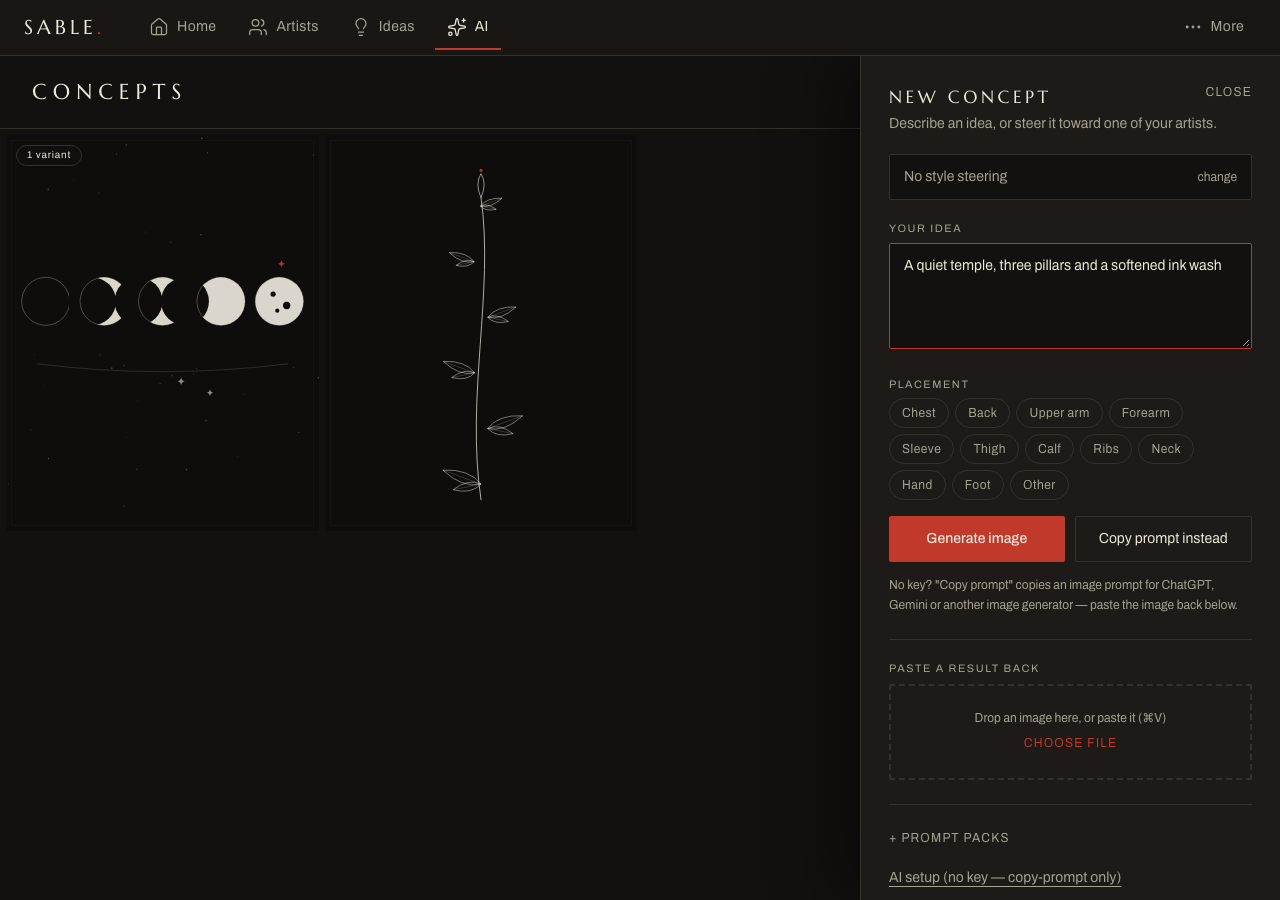 SABLE.
Home
Artists
Ideas
AI
More
CONCEPTS
1 variant
NEW CONCEPT
CLOSE
Describe an idea, or steer it toward one of your artists.
No style steering
change
YOUR IDEA
A quiet temple, three pillars and a softened ink wash
PLACEMENT
Chest
Back
Upper arm
Forearm
Sleeve
Thigh
Calf
Ribs
Neck
Hand
Foot
Other
Generate image
Copy prompt instead
No key? "Copy prompt" copies an image prompt for ChatGPT,
Gemini or another image generator — paste the image back below.
PASTE A RESULT BACK
Drop an image here, or paste it (⌘V)
CHOOSE FILE
+ PROMPT PACKS
AI setup (no key — copy-prompt only)